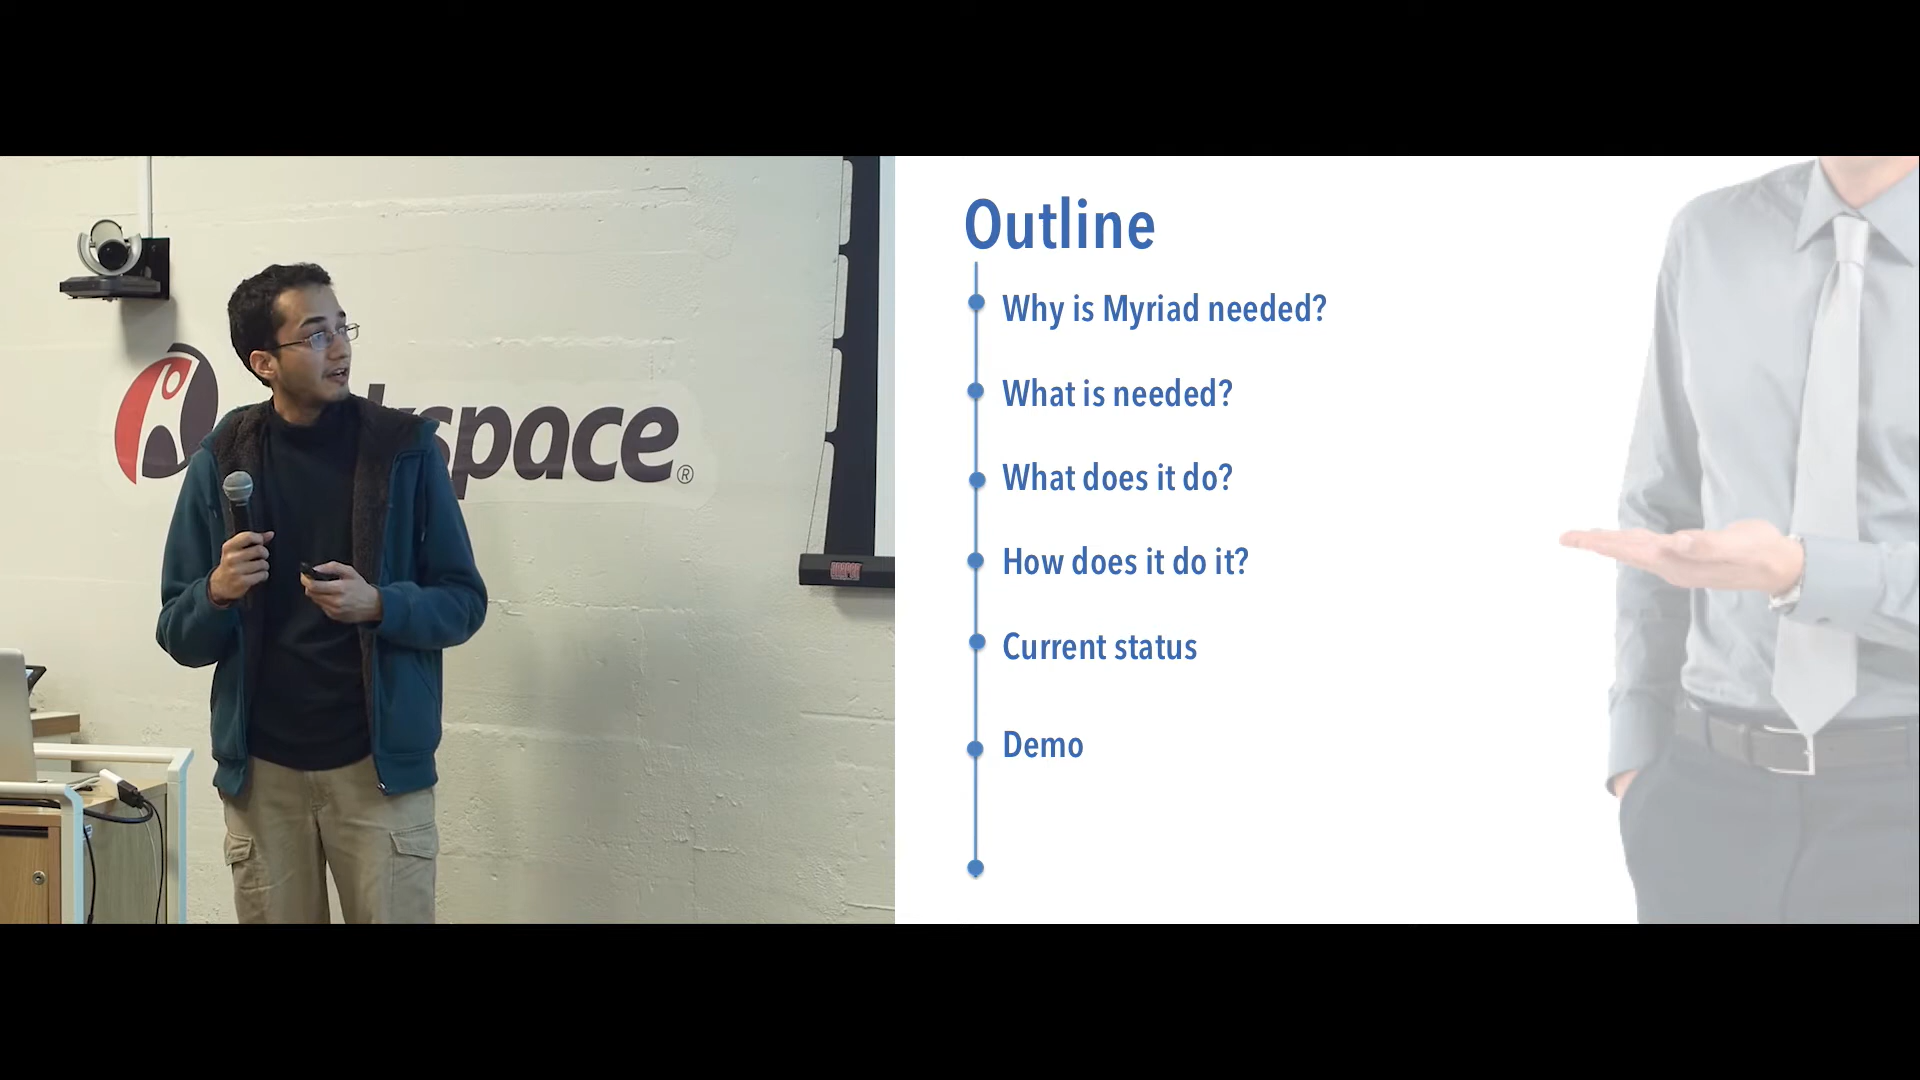 kspace®
Outline
Why is Myriad needed?
What is needed?
What does it do?
How does it do it?
Current status
Demo